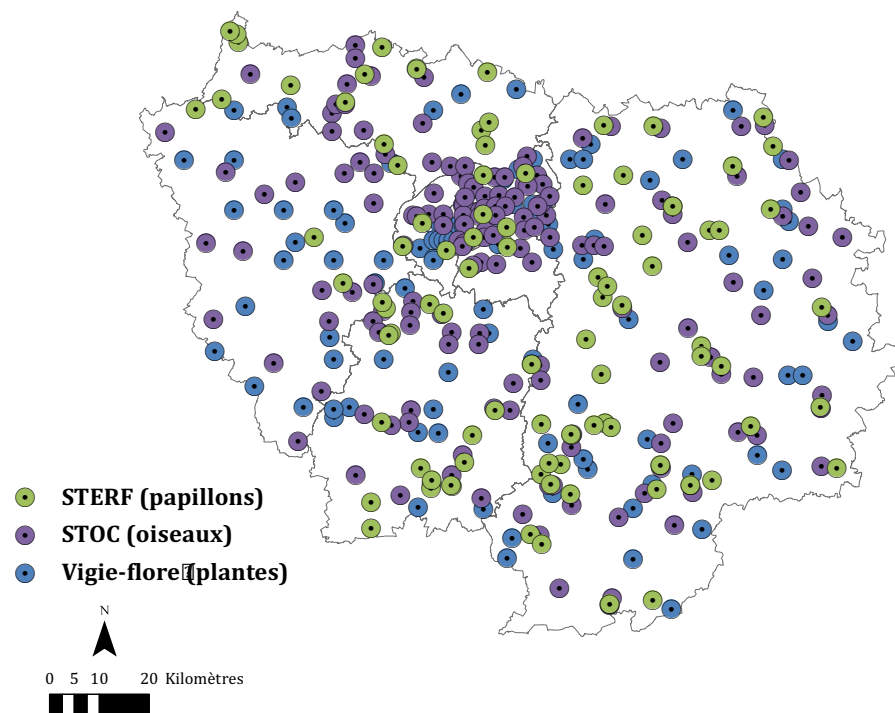 STERF (papillons)
STOC (oiseaux)
Vigie-flore (plantes)
N
0 5 10 20 Kilomètres